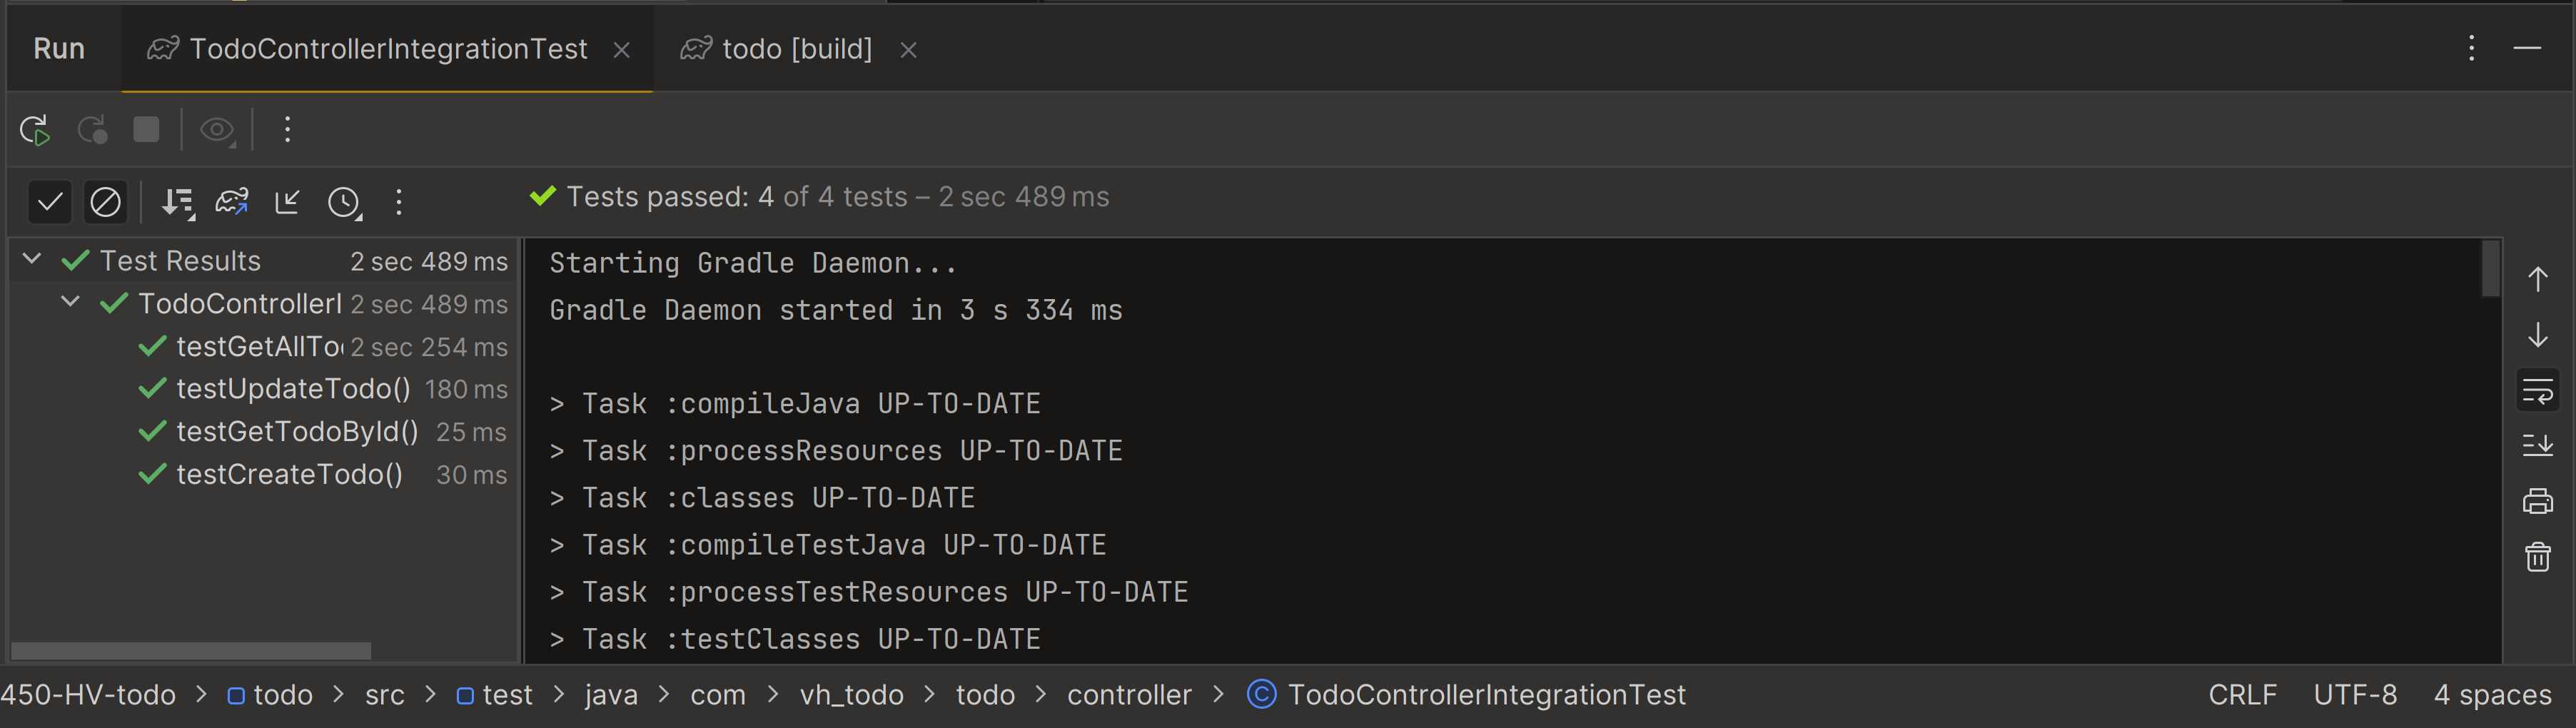 Run TodoControllerIntegrationTest todo [build]
Tests passed: 4 of 4 tests – 2 sec 489 ms
Test Results 2 sec 489 ms
TodoControllerI 2 sec 489 ms
testGetAllTo 2 sec 254 ms
testUpdateTodo() 180 ms
testGetTodoById() 25 ms
testCreateTodo() 30 ms
Starting Gradle Daemon...
Gradle Daemon started in 3 s 334 ms
> Task :compileJava UP-TO-DATE
> Task :processResources UP-TO-DATE
> Task :classes UP-TO-DATE
> Task :compileTestJava UP-TO-DATE
> Task :processTestResources UP-TO-DATE
> Task :testClasses UP-TO-DATE
450-HV-todo > todo > src > test > java > com > vh_todo > todo > controller > TodoControllerIntegrationTest CRLF UTF-8 4 spaces